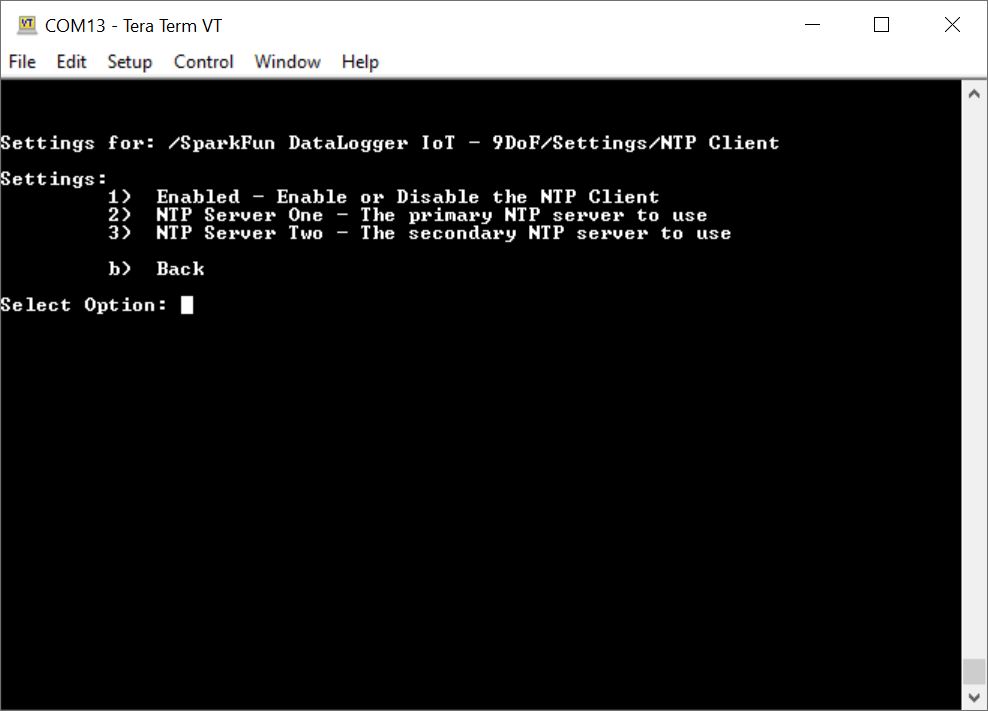 COM13 - Tera Term VT
File Edit Setup Control Window Help
Settings for: /SparkFun DataLogger IoT - 9DoF/Settings/NTP Client
Settings:
1) Enabled - Enable or Disable the NTP Client
2) NTP Server One - The primary NTP server to use
3) NTP Server Two - The secondary NTP server to use
b) Back
Select Option: